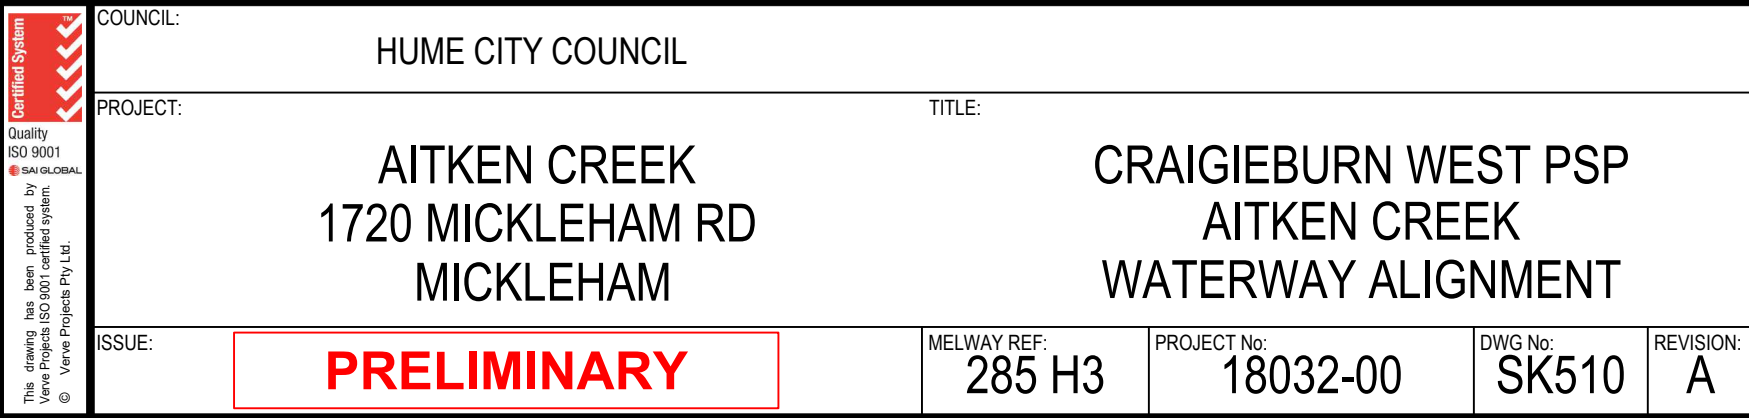 Certified System
TM
Quality
ISO 9001
SAI GLOBAL
This drawing has been produced by
Verve Projects ISO 9001 certified system.
© Verve Projects Pty Ltd.
COUNCIL:
HUME CITY COUNCIL
PROJECT:
AITKEN CREEK
1720 MICKLEHAM RD
MICKLEHAM
TITLE:
CRAIGIEBURN WEST PSP
AITKEN CREEK
WATERWAY ALIGNMENT
ISSUE:
PRELIMINARY
MELWAY REF:
285 H3
PROJECT No:
18032-00
DWG No:
SK510
REVISION:
A